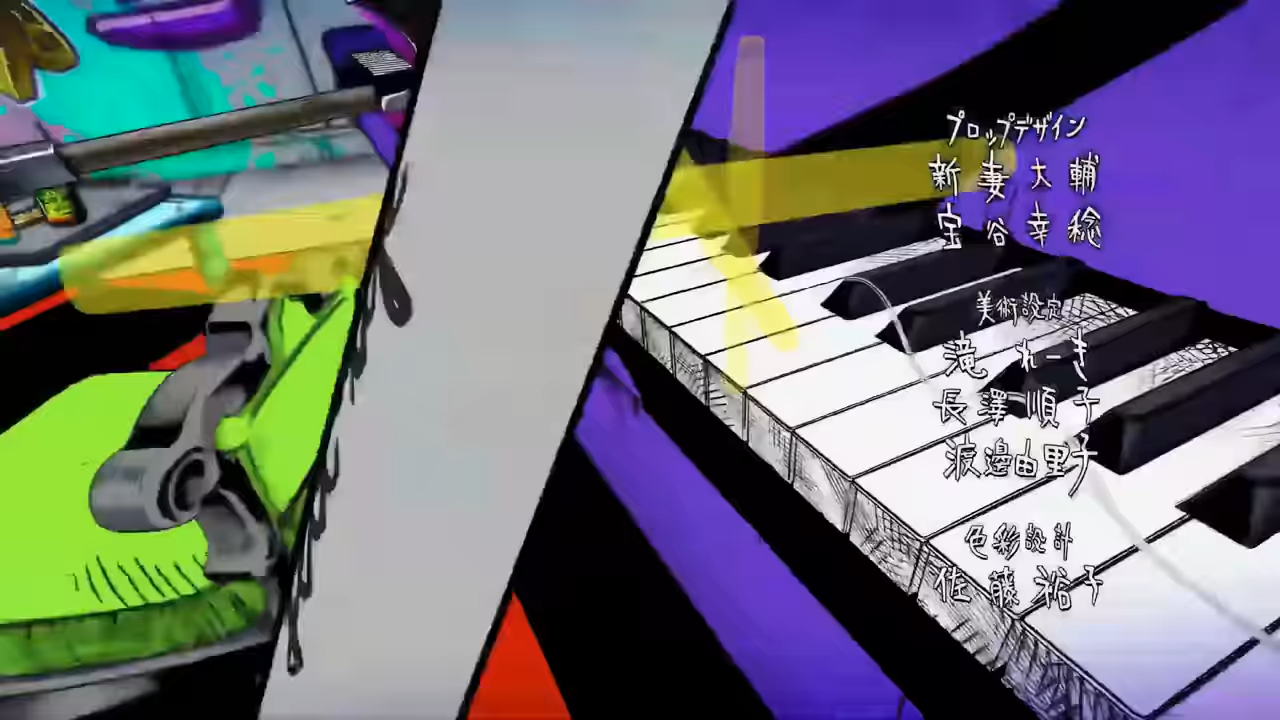 プロップデザイン
新妻大輔
宝谷幸稔
美術設定
滝れーき
長澤順子
渡邊由里子
色彩設計
佐藤裕子